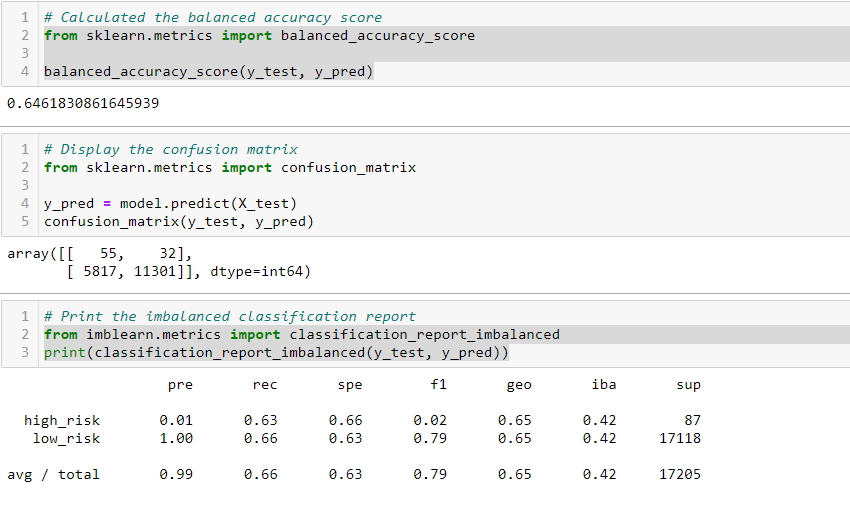 1 # Calculated the balanced accuracy score
2 from sklearn.metrics import balanced_accuracy_score
3
4 balanced_accuracy_score(y_test, y_pred)
0.6461830861645939
1 # Display the confusion matrix
2 from sklearn.metrics import confusion_matrix
3
4 y_pred = model.predict(X_test)
5 confusion_matrix(y_test, y_pred)
array([[   55,    32],
       [ 5817, 11301]], dtype=int64)
1 # Print the imbalanced classification report
2 from imblearn.metrics import classification_report_imbalanced
3 print(classification_report_imbalanced(y_test, y_pred))
pre rec spe f1 geo iba sup
high_risk 0.01 0.63 0.66 0.02 0.65 0.42 87
low_risk 1.00 0.66 0.63 0.79 0.65 0.42 17118
avg / total 0.99 0.66 0.63 0.79 0.65 0.42 17205